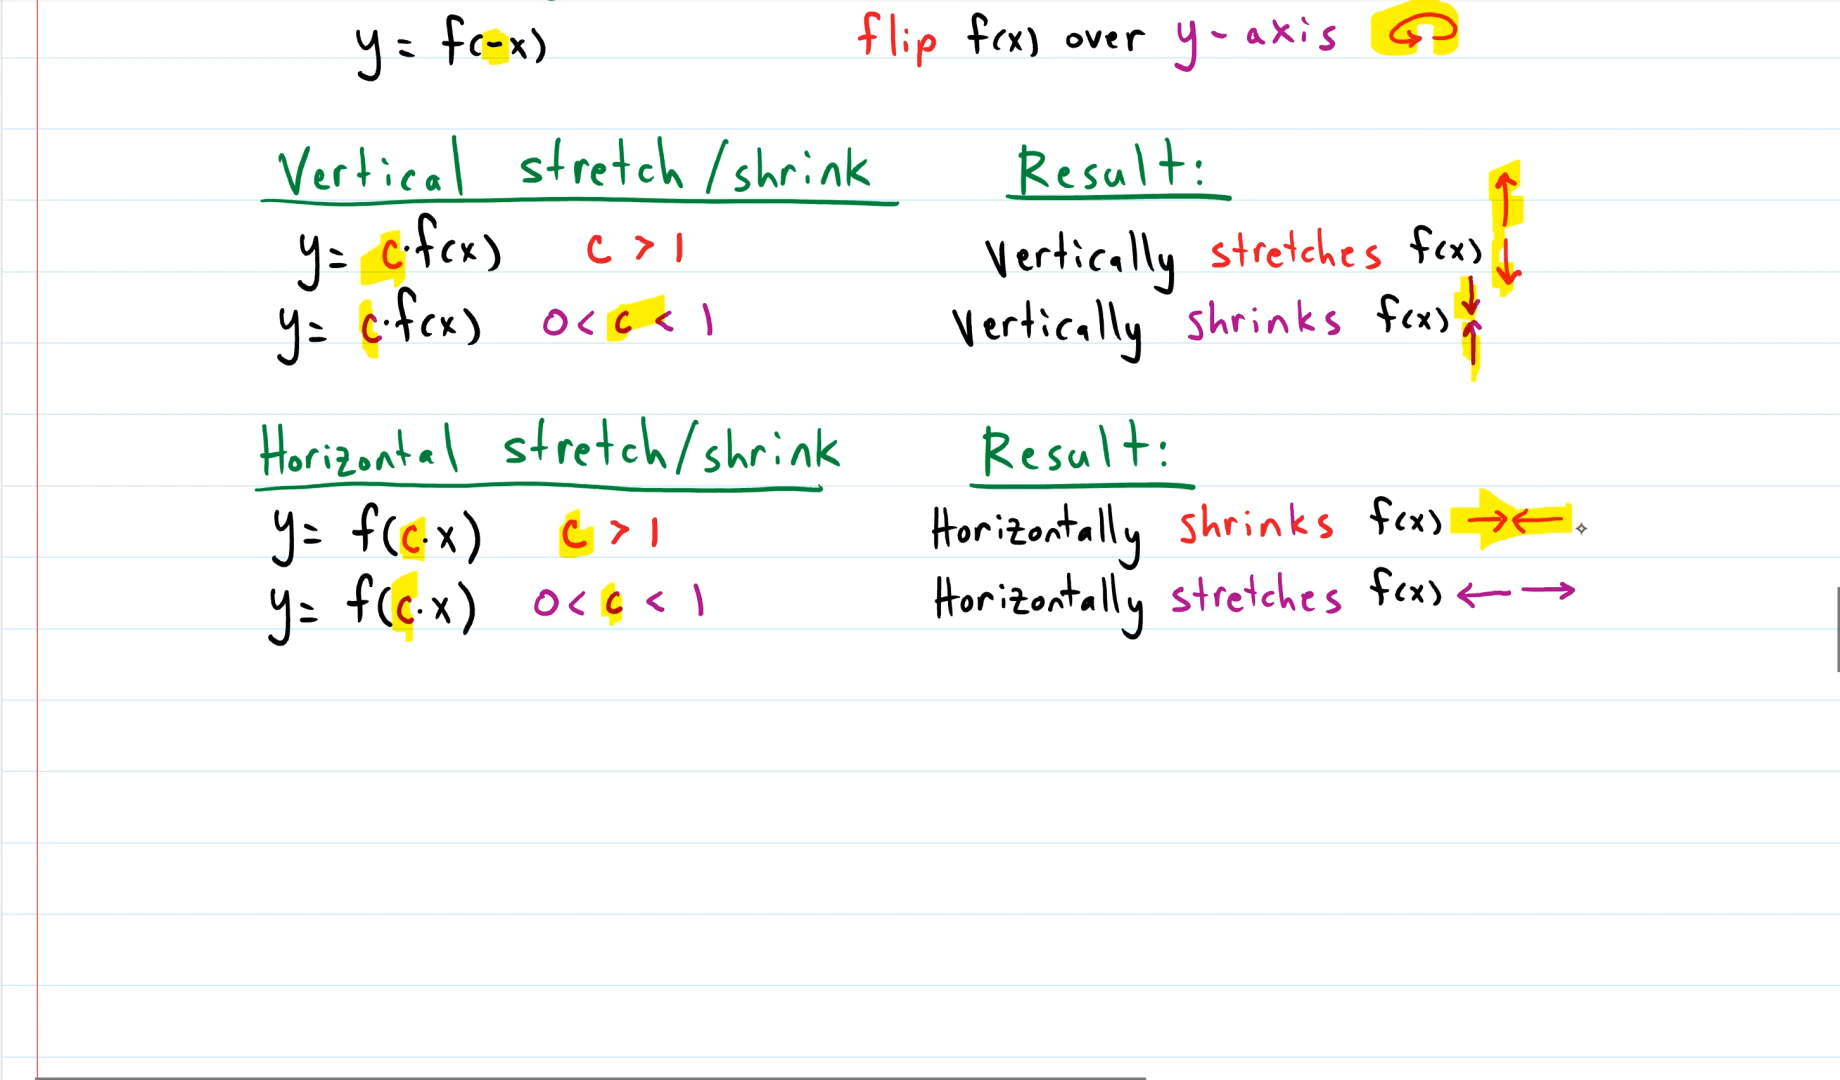 y = f(-x) flip f(x) over y-axis
Vertical stretch/shrink Result:
y = c·f(x) c > 1 Vertically stretches f(x)
y = c·f(x) 0 < c < 1 Vertically shrinks f(x)
Horizontal stretch/shrink Result:
y = f(c·x) c > 1 Horizontally shrinks f(x)
y = f(c·x) 0 < c < 1 Horizontally stretches f(x)